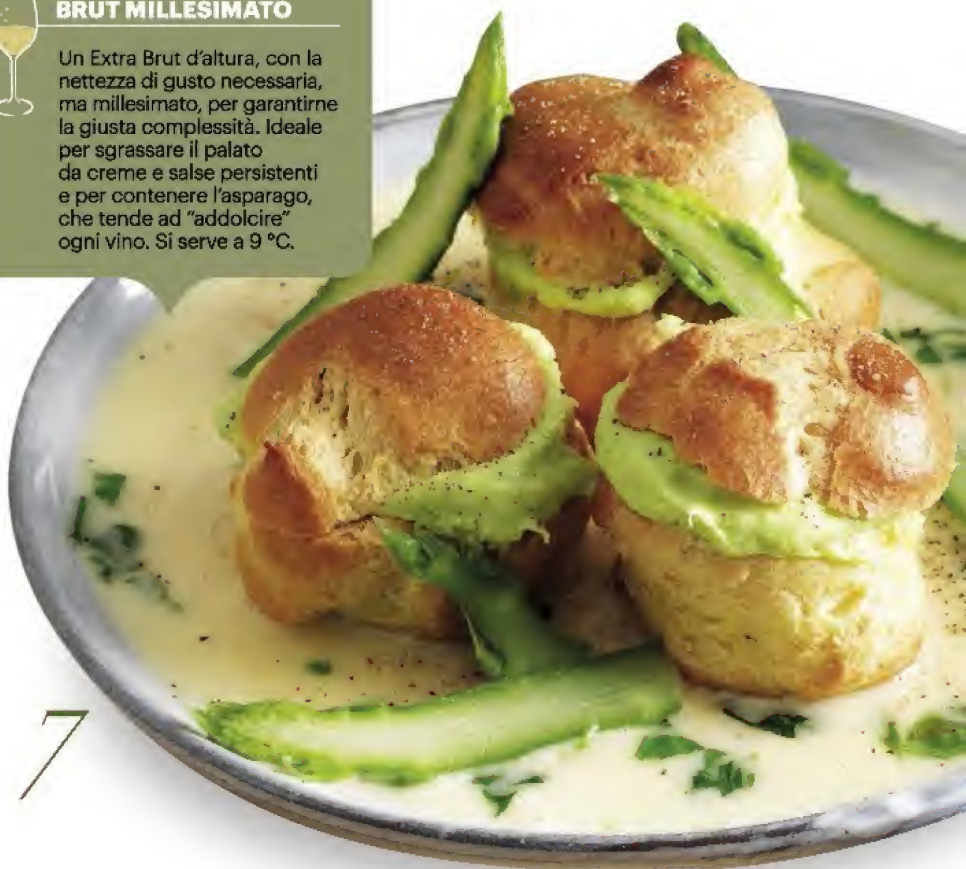 BRUT MILLESIMATO
Un Extra Brut d'altura, con la
nettezza di gusto necessaria,
ma millesimato, per garantirne
la giusta complessità. Ideale
per sgrassare il palato
da creme e salse persistenti
e per contenere l'asparago,
che tende ad "addolcire"
ogni vino. Si serve a 9 °C.
7